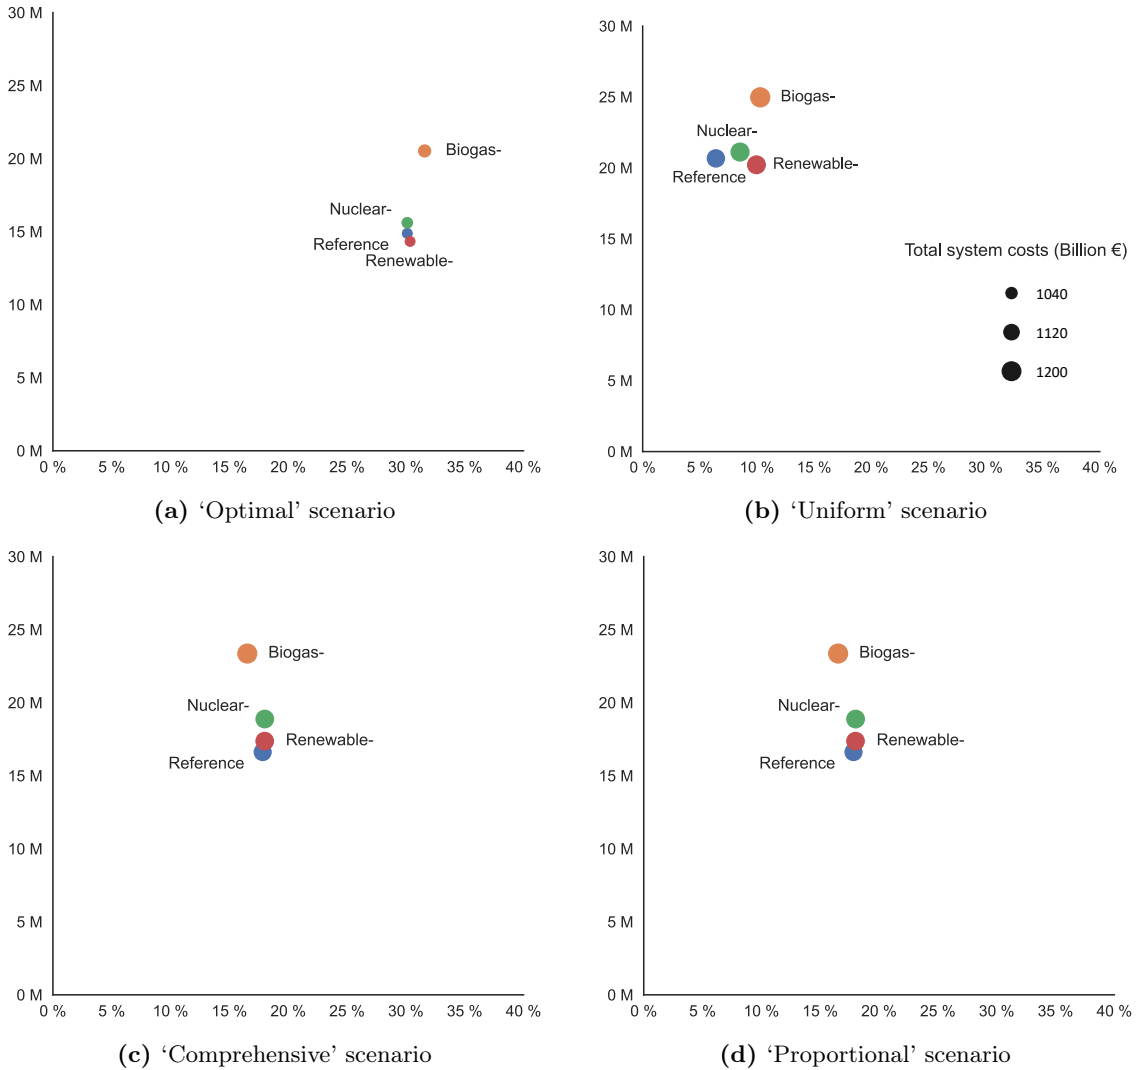 30 M
25 M
20 M
15 M
10 M
5 M
0 M
0 % 5 % 10 % 15 % 20 % 25 % 30 % 35 % 40 %
Biogas-
Nuclear-
Reference
Renewable-
(a) ‘Optimal’ scenario
30 M
25 M
20 M
15 M
10 M
5 M
0 M
0 % 5 % 10 % 15 % 20 % 25 % 30 % 35 % 40 %
Biogas-
Nuclear-
Renewable-
Reference
Total system costs (Billion €)
1040
1120
1200
(b) ‘Uniform’ scenario
30 M
25 M
20 M
15 M
10 M
5 M
0 M
0 % 5 % 10 % 15 % 20 % 25 % 30 % 35 % 40 %
Biogas-
Nuclear-
Renewable-
Reference
(c) ‘Comprehensive’ scenario
30 M
25 M
20 M
15 M
10 M
5 M
0 M
0 % 5 % 10 % 15 % 20 % 25 % 30 % 35 % 40 %
Biogas-
Nuclear-
Renewable-
Reference
(d) ‘Proportional’ scenario